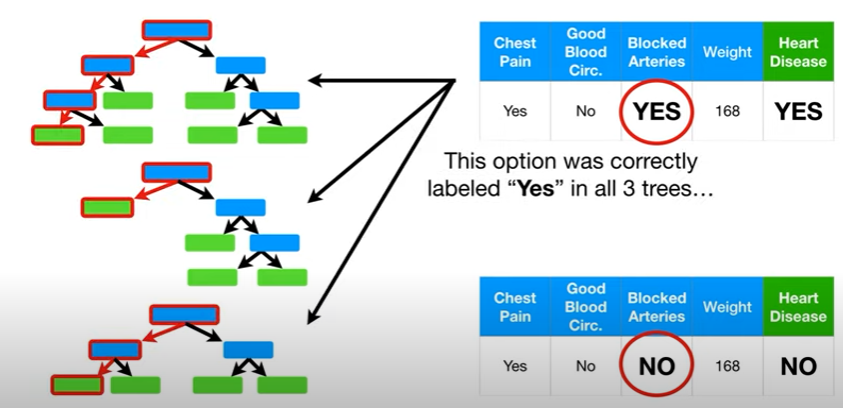 Chest Pain Good Blood Circ. Blocked Arteries Weight Heart Disease
Yes No YES 168 YES
This option was correctly
labeled “Yes” in all 3 trees…
Chest Pain Good Blood Circ. Blocked Arteries Weight Heart Disease
Yes No NO 168 NO